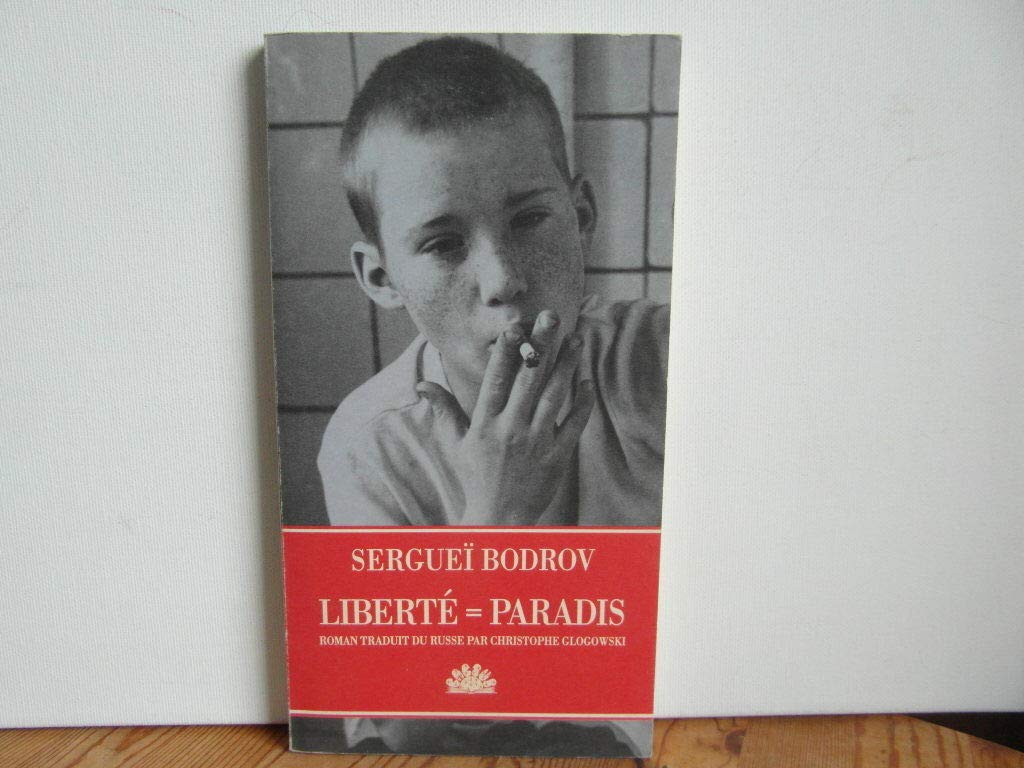 SERGUEÏ BODROV
LIBERTÉ = PARADIS
ROMAN TRADUIT DU RUSSE PAR CHRISTOPHE GLOGOWSKI